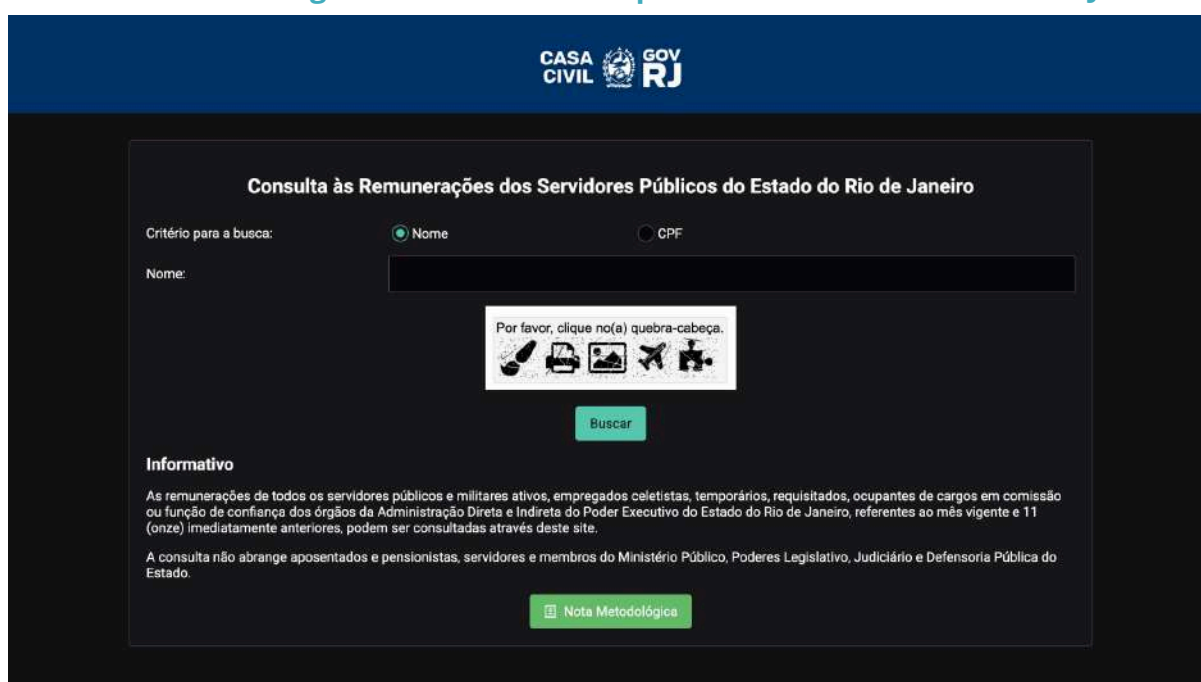 CASA GOV
CIVIL RJ
Consulta às Remunerações dos Servidores Públicos do Estado do Rio de Janeiro
Critério para a busca: Nome CPF
Nome:
Por favor, clique no(a) quebra-cabeça.
Buscar
Informativo
As remunerações de todos os servidores públicos e militares ativos, empregados celetistas, temporários, requisitados, ocupantes de cargos em comissão
ou função de confiança dos órgãos da Administração Direta e Indireta do Poder Executivo do Estado do Rio de Janeiro, referentes ao mês vigente e 11
(onze) imediatamente anteriores, podem ser consultadas através deste site.
A consulta não abrange aposentados e pensionistas, servidores e membros do Ministério Público, Poderes Legislativo, Judiciário e Defensoria Pública do
Estado.
Nota Metodológica